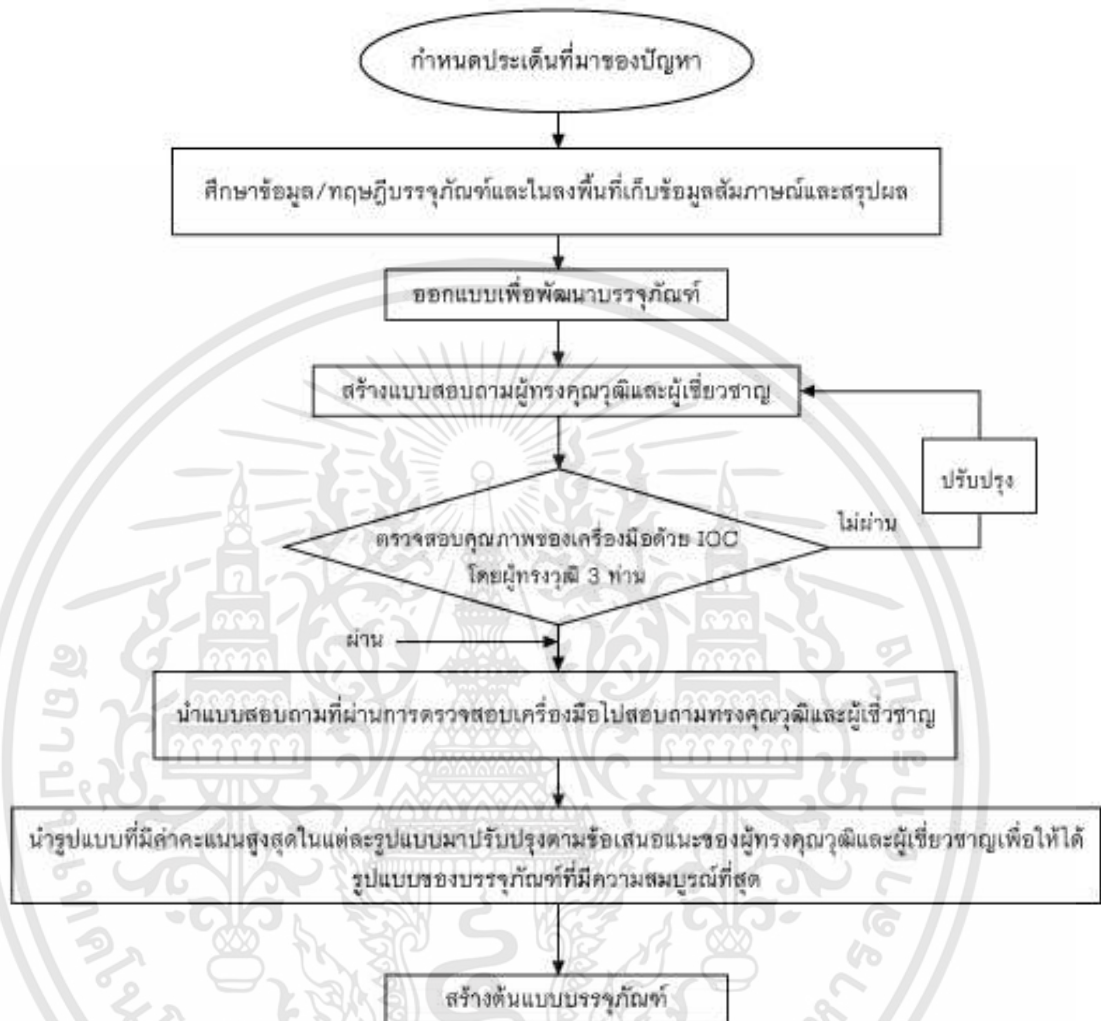 กำหนดประเด็นที่มาของปัญหา
ศึกษาข้อมูล/ทฤษฎีบรรจุภัณฑ์และในลงพื้นที่เก็บข้อมูลสัมภาษณ์และสรุปผล
ออกแบบเพื่อพัฒนาบรรจุภัณฑ์
สร้างแบบสอบถามผู้ทรงคุณวุฒิและผู้เชี่ยวชาญ
ปรับปรุง
ไม่ผ่าน
ตรวจสอบคุณภาพของเครื่องมือด้วย IOC
โดยผู้ทรงวุฒิ 3 ท่าน
ผ่าน
นำแบบสอบถามที่ผ่านการตรวจสอบเครื่องมือไปสอบถามทรงคุณวุฒิและผู้เชี่วชาญ
นำรูปแบบที่มีค่าคะแนนสูงสุดในแต่ละรูปแบบมาปรับปรุงตามข้อเสนอแนะของผู้ทรงคุณวุฒิและผู้เชี่ยวชาญเพื่อให้ได้
รูปแบบของบรรจุภัณฑ์ที่มีความสมบูรณ์ที่สุด
สร้างต้นแบบบรรจุภัณฑ์